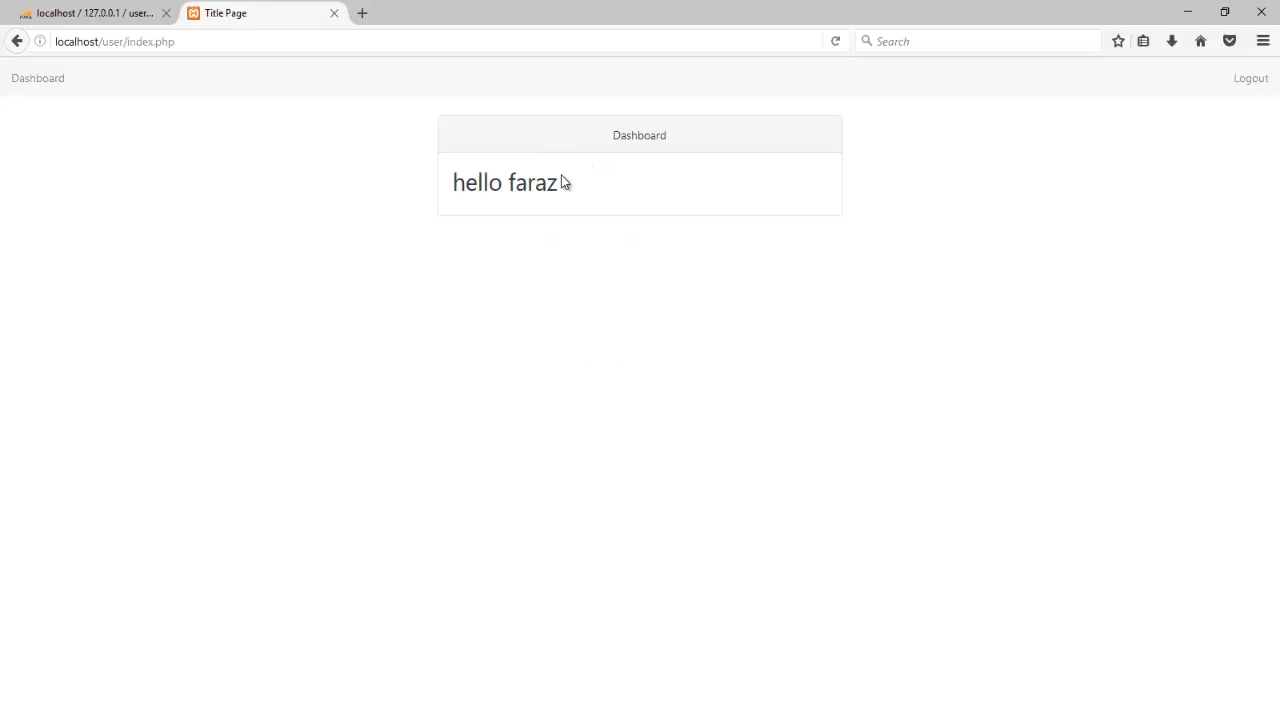 localhost / 127.0.0.1 / user...
Title Page
localhost/user/index.php
Search
Dashboard
Logout
Dashboard
hello faraz